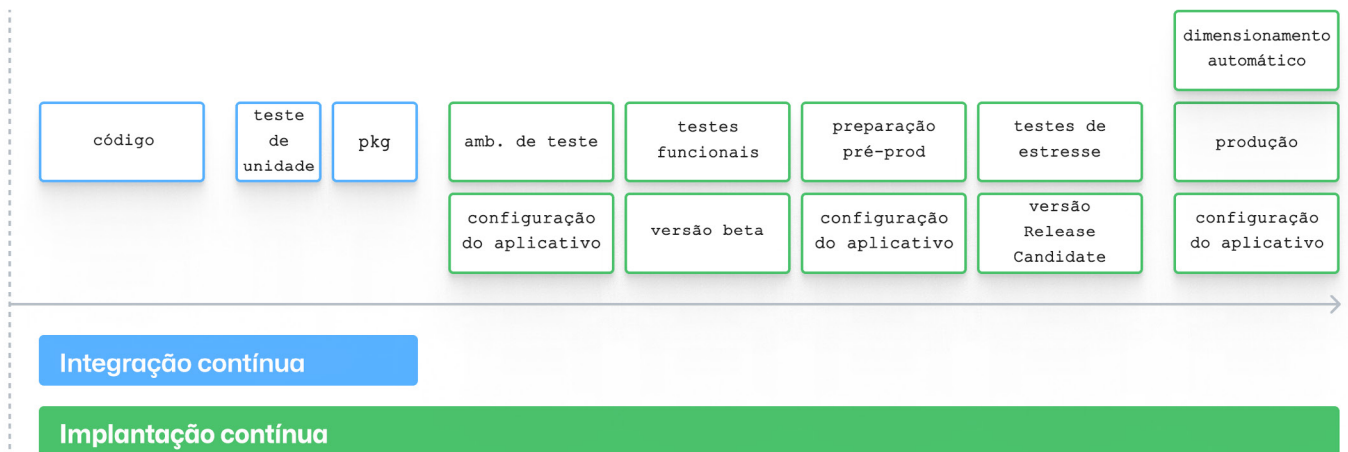 dimensionamento
automático
código
teste
de
unidade
pkg
amb. de teste
testes
funcionais
preparação
pré-prod
testes de
estresse
produção
configuração
do aplicativo
versão beta
configuração
do aplicativo
versão
Release
Candidate
configuração
do aplicativo
Integração contínua
Implantação contínua